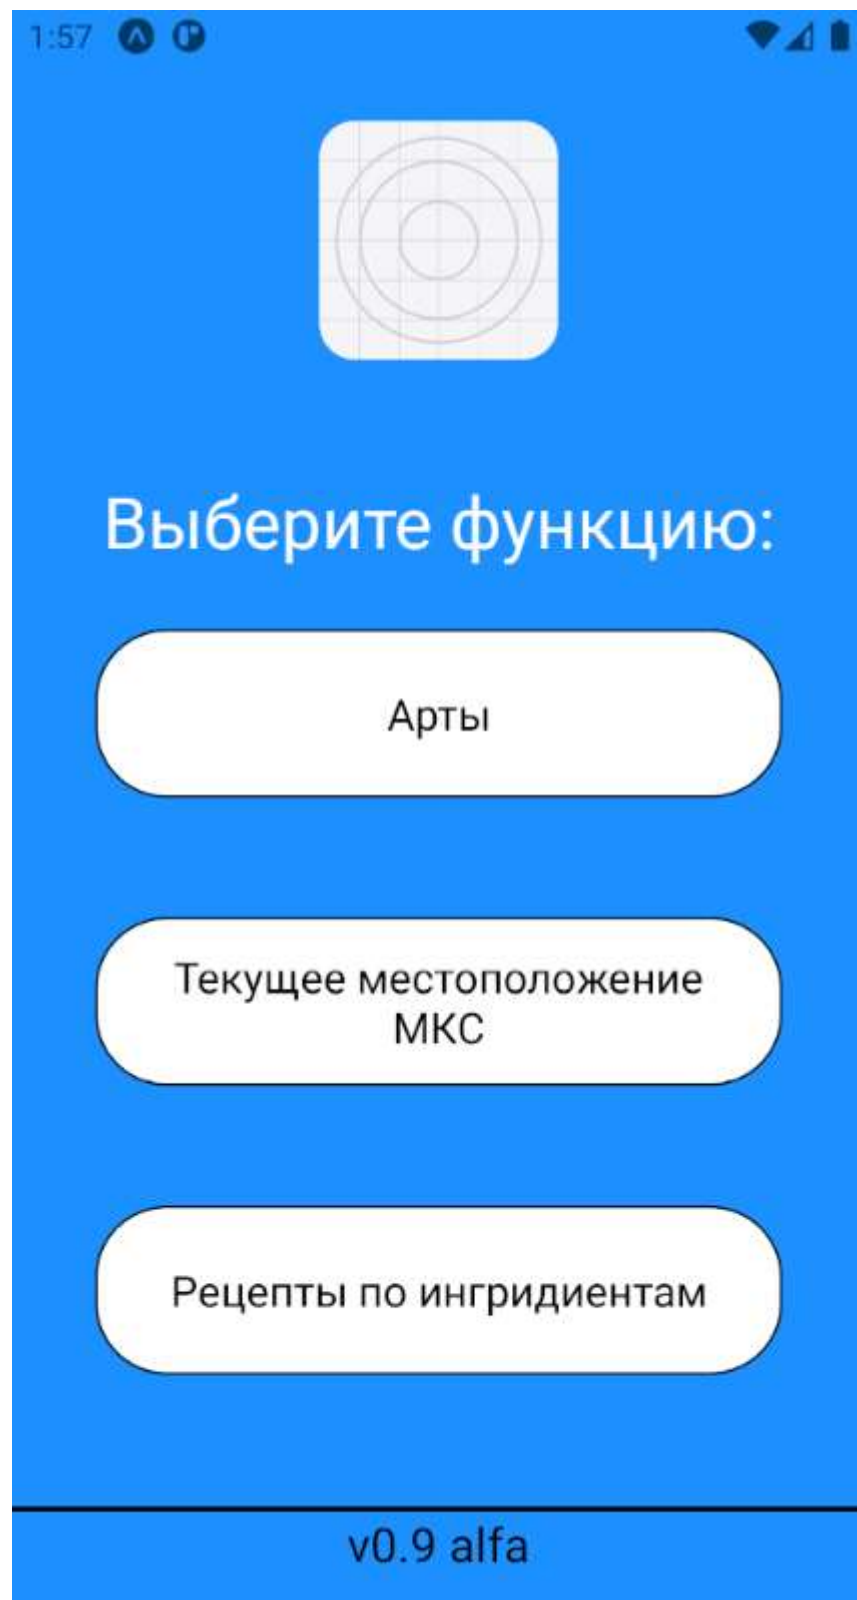 1:57
Выберите функцию:
Арты
Текущее местоположение
МКС
Рецепты по ингридиентам
v0.9 alfa